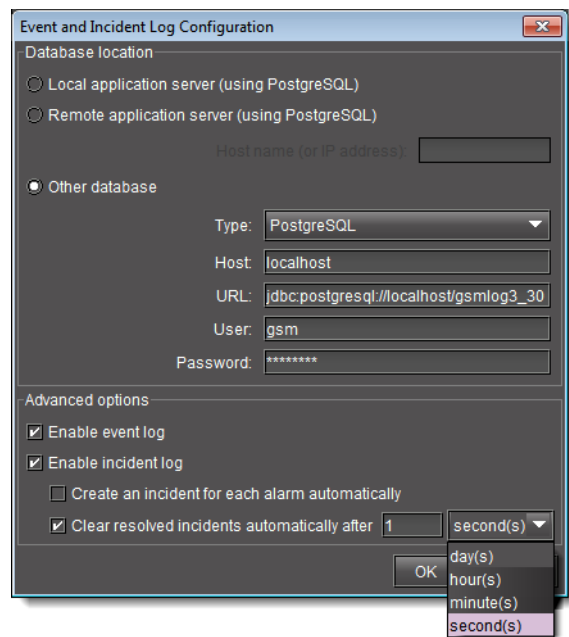 Event and Incident Log Configuration
Database location
Local application server (using PostgreSQL)
Remote application server (using PostgreSQL)
Host name (or IP address):
Other database
Type: PostgreSQL
Host: localhost
URL: jdbc:postgresql://localhost/gsmlog3_30
User: gsm
Password: ********
Advanced options
Enable event log
Enable incident log
Create an incident for each alarm automatically
Clear resolved incidents automatically after 1 second(s)
OK
day(s)
hour(s)
minute(s)
second(s)